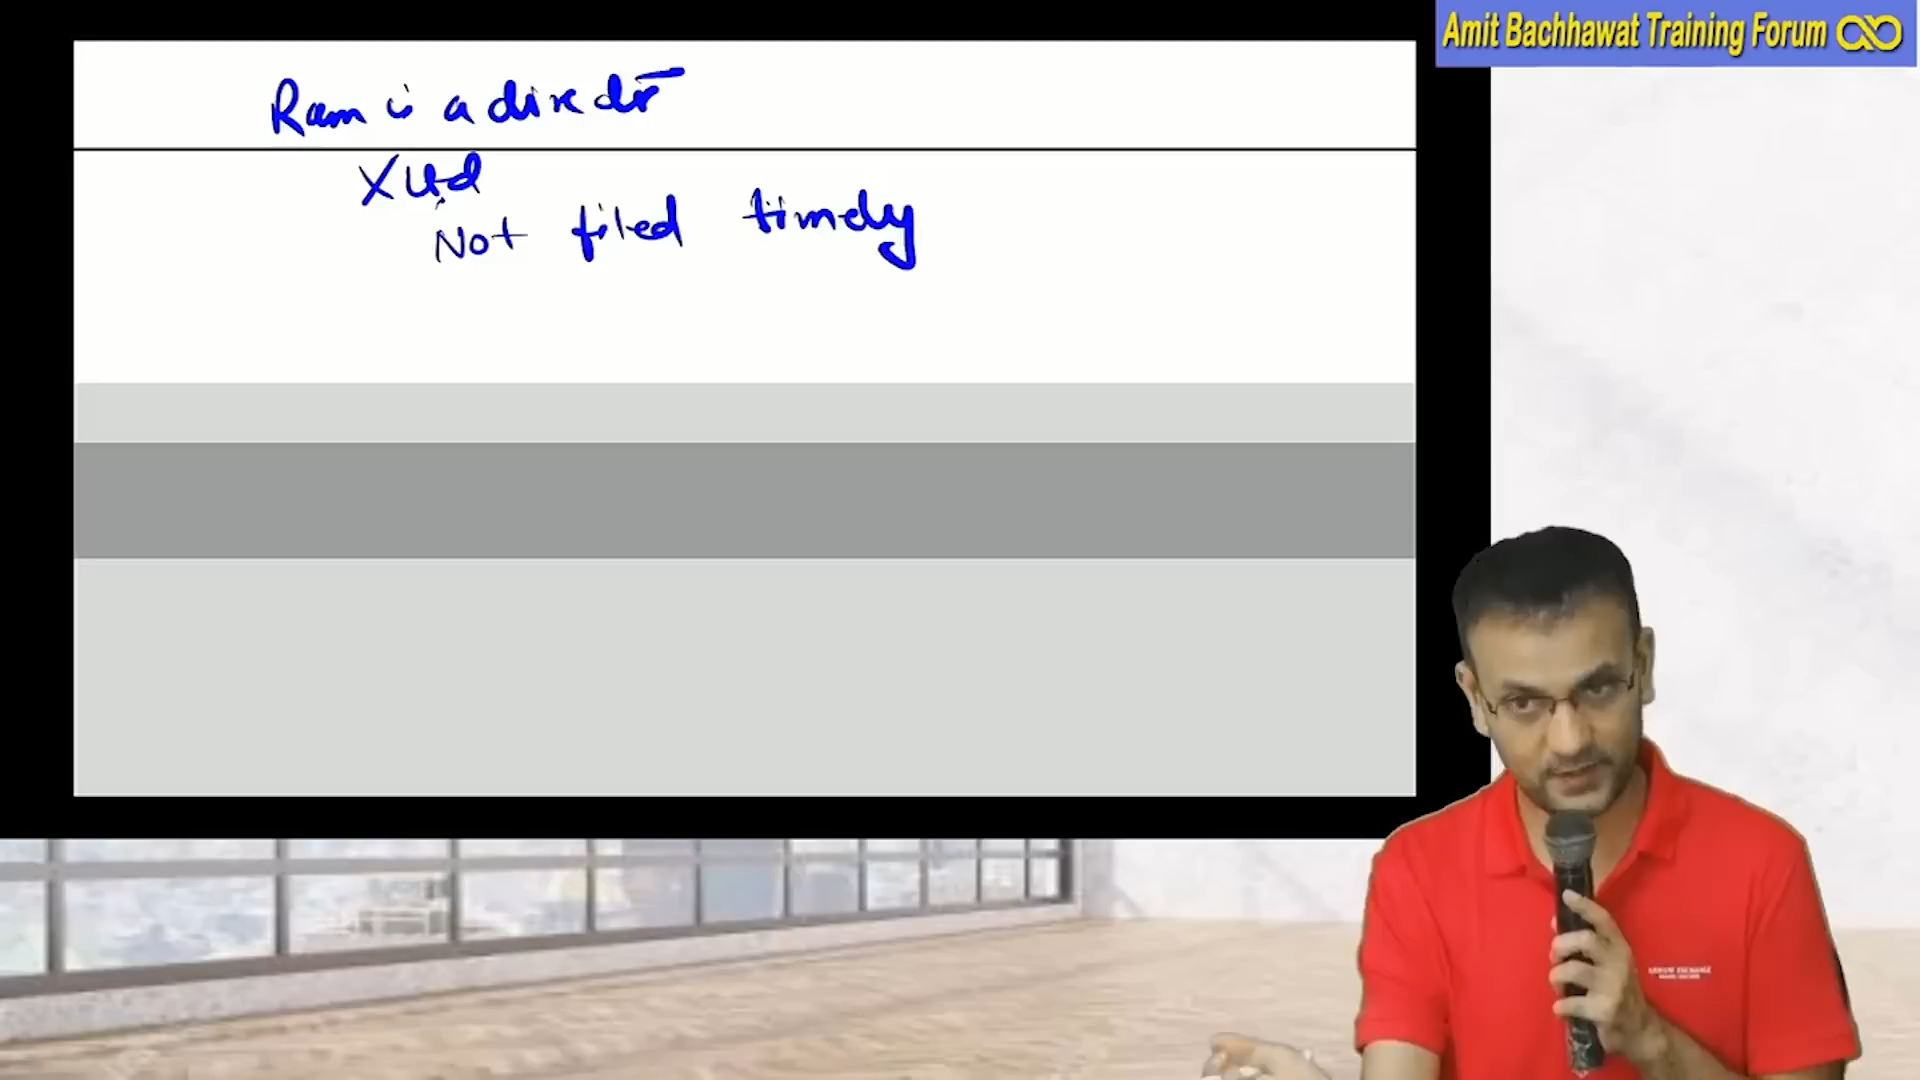 Amit Bachhawat Training Forum
Ram is a director
X Ltd
Not filed timely